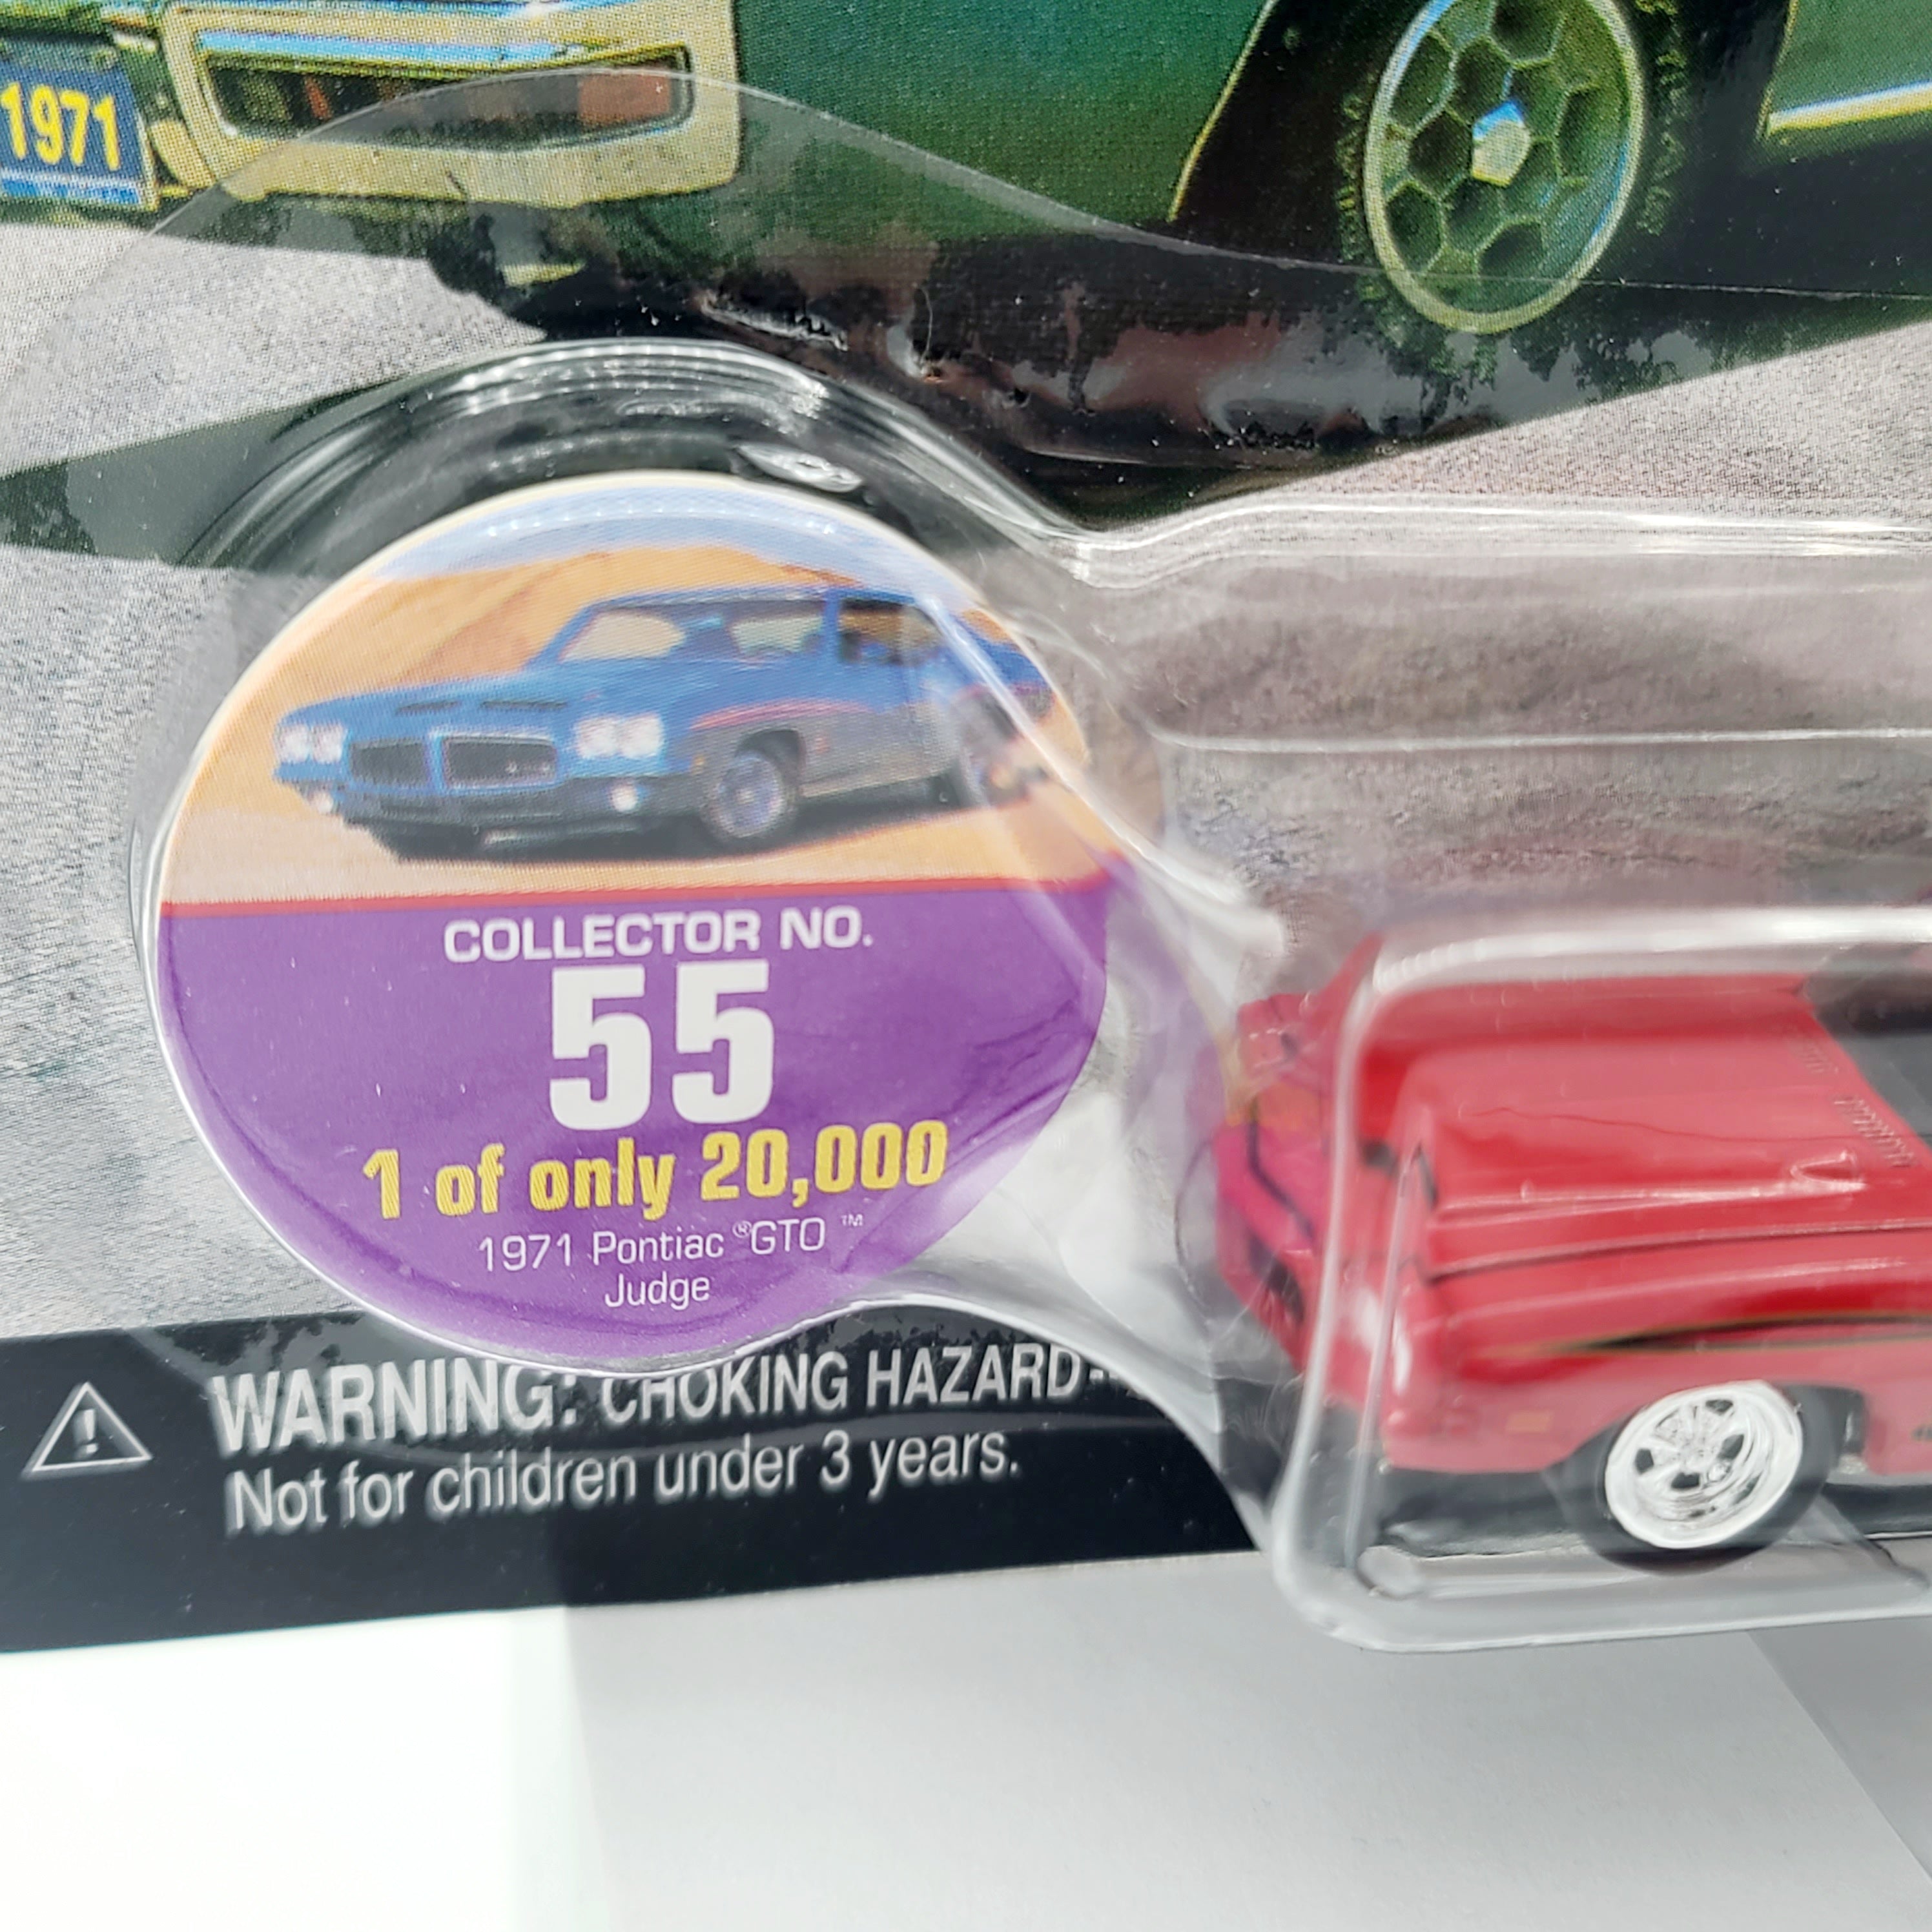 1971
COLLECTOR NO.
55
1 of only 20,000
1971 Pontiac ®GTO ™
Judge
WARNING: CHOKING HAZARD-
Not for children under 3 years.